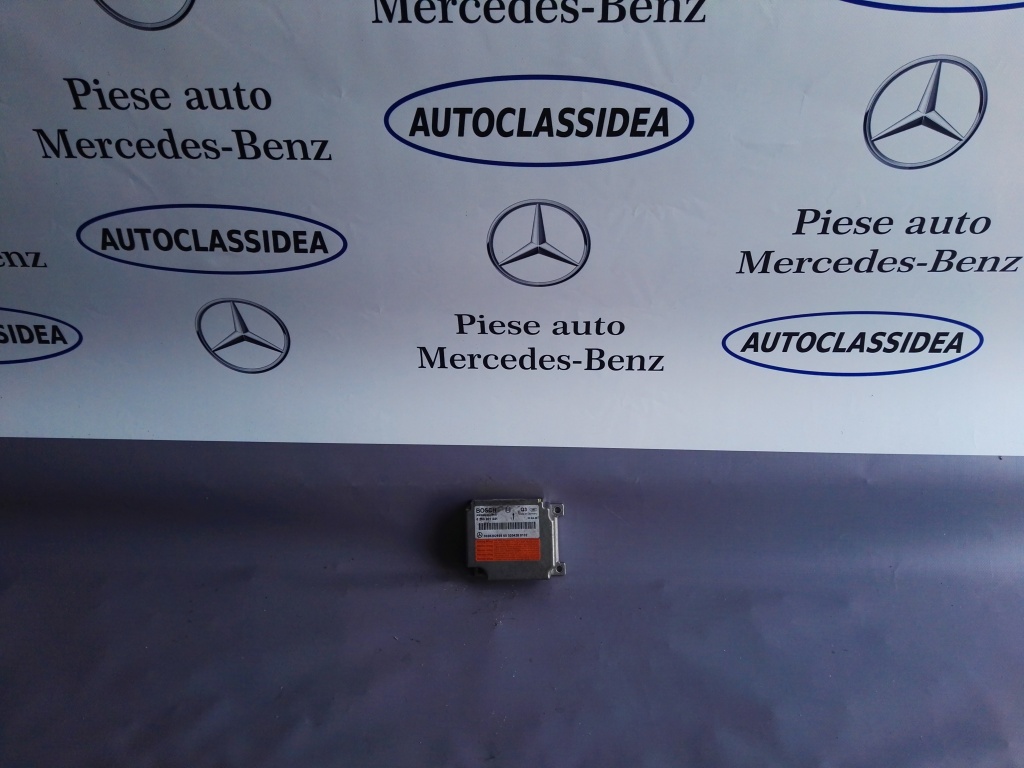 Mercedes-Benz
Piese auto
Mercedes-Benz
AUTOCLASSIDEA
AUTOCLASSIDEA
Piese auto
Mercedes-Benz
enz
SIDEA
Piese auto
Mercedes-Benz
AUTOCLASSIDEA
BOSCH